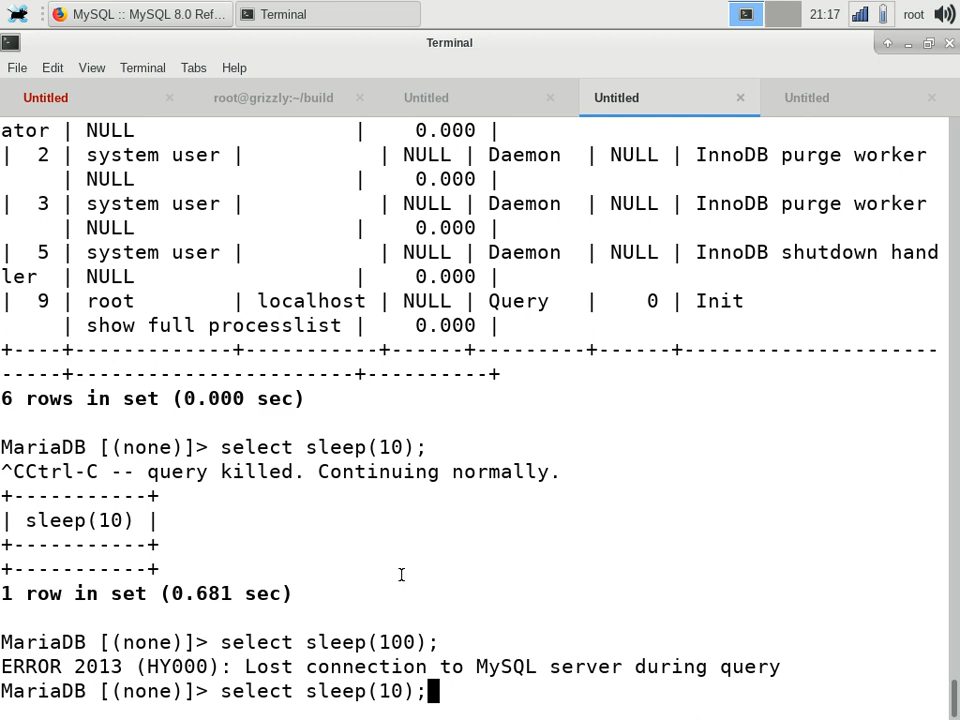 MySQL :: MySQL 8.0 Ref... Terminal 21:17 root
Terminal
File Edit View Terminal Tabs Help
Untitled root@grizzly:~/build Untitled Untitled Untitled
ator | NULL                  |    0.000 |
|  2 | system user |           | NULL | Daemon  | NULL | InnoDB purge worker
     | NULL                  |    0.000 |
|  3 | system user |           | NULL | Daemon  | NULL | InnoDB purge worker
     | NULL                  |    0.000 |
|  5 | system user |           | NULL | Daemon  | NULL | InnoDB shutdown hand
ler  | NULL                  |    0.000 |
|  9 | root        | localhost | NULL | Query   |    0 | Init
     | show full processlist |    0.000 |
+----+-------------+-----------+------+---------+------+---------------------
-----+-----------------------+----------+
6 rows in set (0.000 sec)
MariaDB [(none)]> select sleep(10);
^CCtrl-C -- query killed. Continuing normally.
+-----------+
| sleep(10) |
+-----------+
+-----------+
1 row in set (0.681 sec)
MariaDB [(none)]> select sleep(100);
ERROR 2013 (HY000): Lost connection to MySQL server during query
MariaDB [(none)]> select sleep(10);